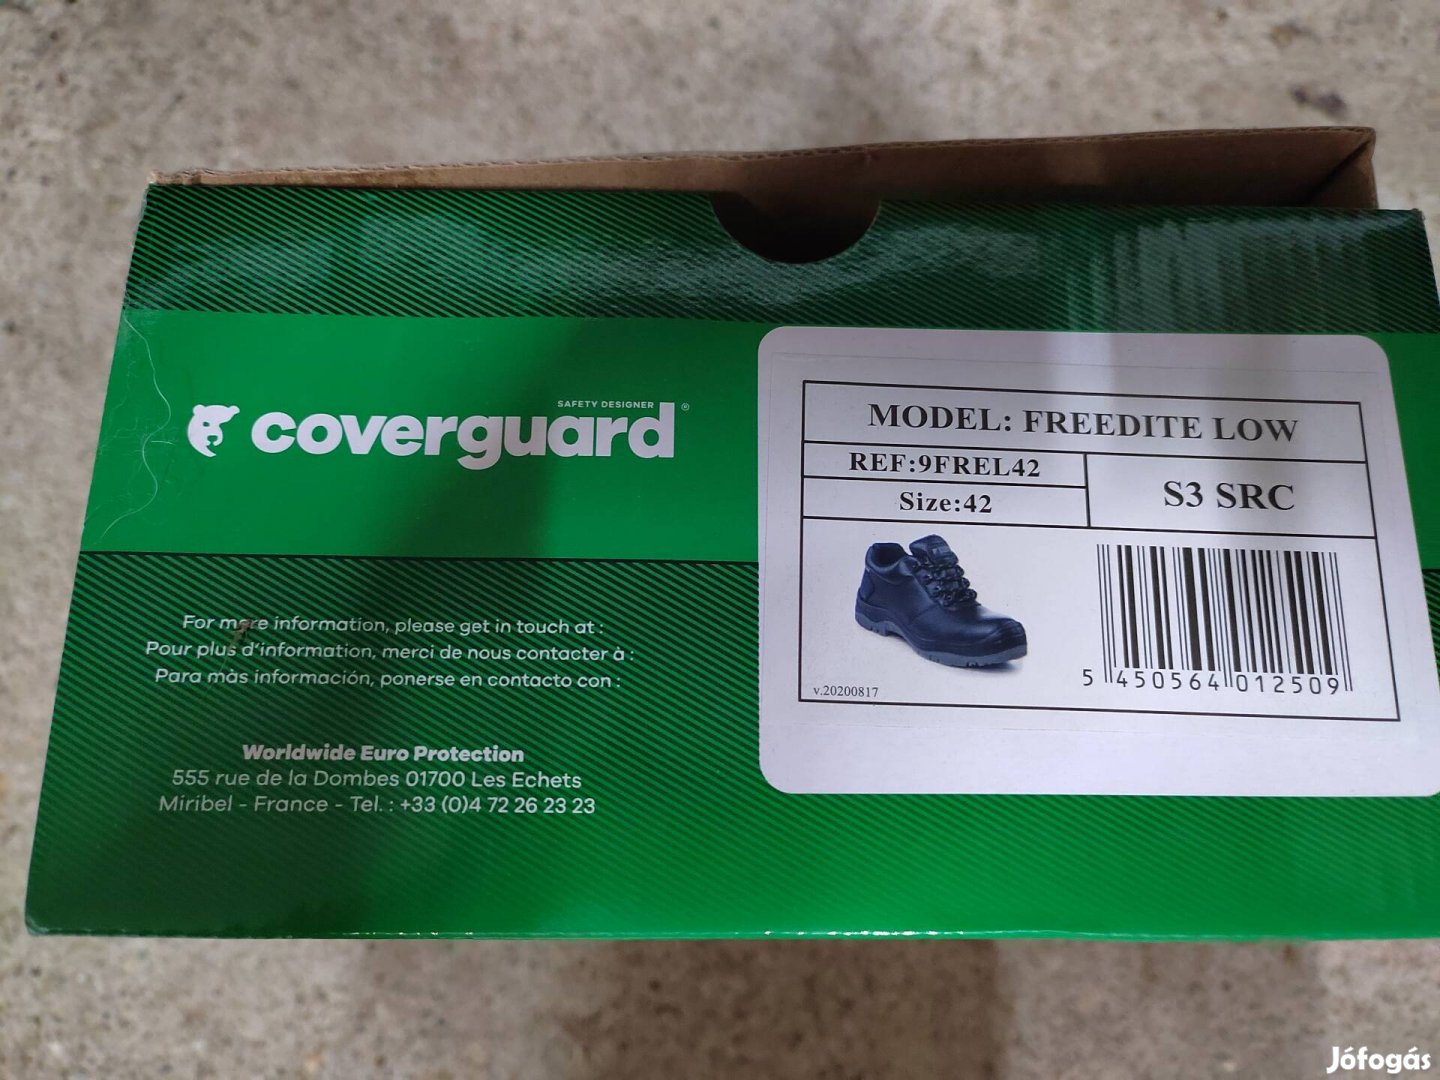 SAFETY DESIGNER
coverguard®
For more information, please get in touch at :
Pour plus d'information, merci de nous contacter à :
Para màs información, ponerse en contacto con :
Worldwide Euro Protection
555 rue de la Dombes 01700 Les Echets
Miribel - France - Tel. : +33 (0)4 72 26 23 23
MODEL: FREEDITE LOW
REF:9FREL42
Size:42
S3 SRC
v.20200817
5 450564 012509
Jófogás